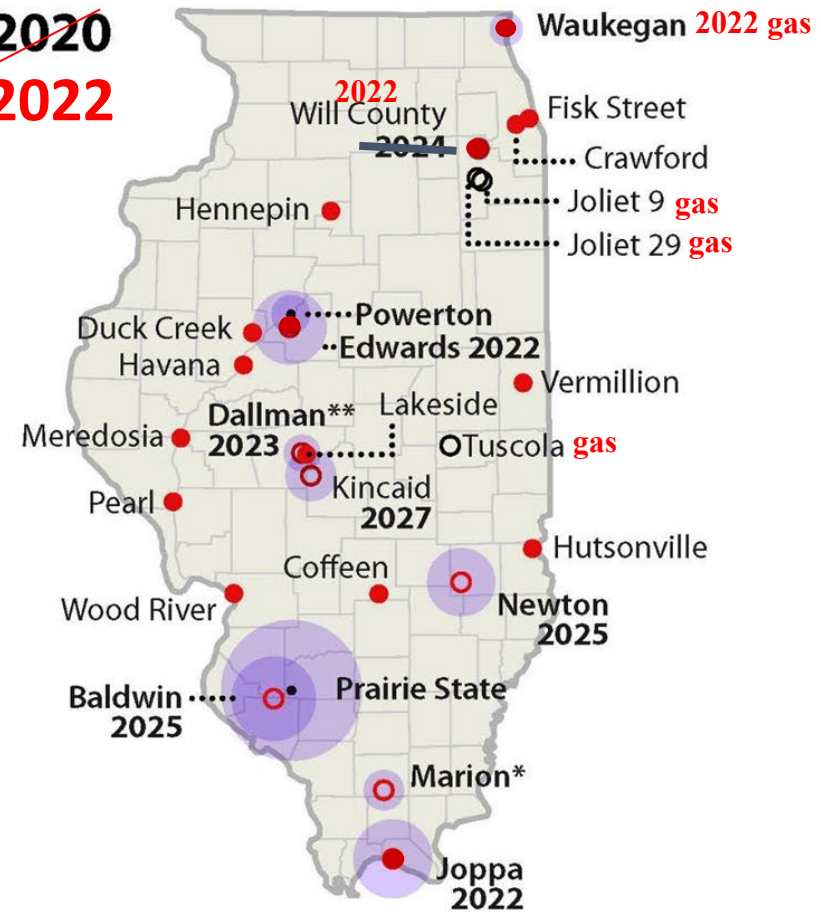 2020
2022
Waukegan 2022 gas
2022
Will County
2024
Fisk Street
Crawford
Joliet 9 gas
Joliet 29 gas
Hennepin
Powerton
Edwards 2022
Duck Creek
Havana
Vermillion
Lakeside
Dallman**
2023
Meredosia
Tuscola gas
Kincaid
2027
Pearl
Hutsonville
Coffeen
Wood River
Newton
2025
Prairie State
Baldwin
2025
Marion*
Joppa
2022